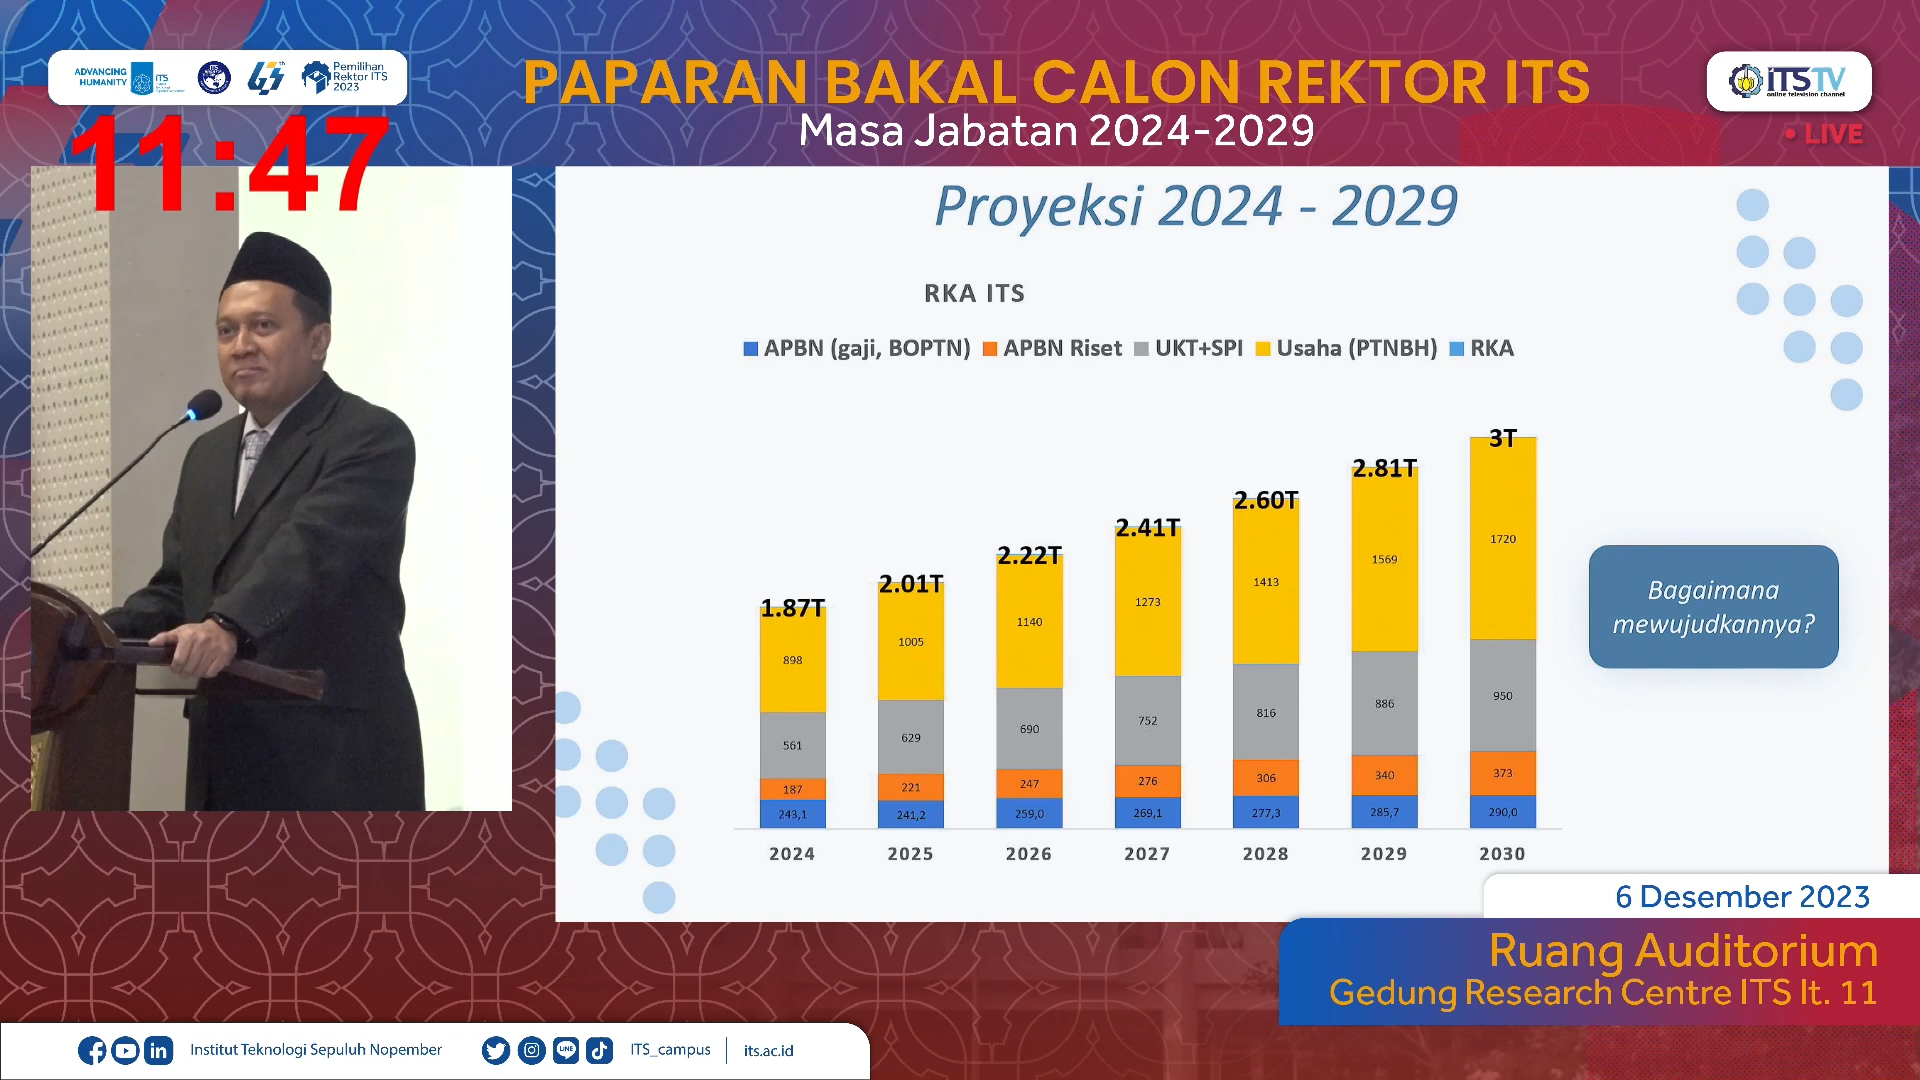 ADVANCING
HUMANITY
ITS
Pemilihan
Rektor ITS
2023
PAPARAN BAKAL CALON REKTOR ITS
Masa Jabatan 2024-2029
ITSTV
online television channel
• LIVE
11:47
Proyeksi 2024 - 2029
RKA ITS
APBN (gaji, BOPTN) APBN Riset UKT+SPI Usaha (PTNBH) RKA
1.87T 2.01T 2.22T 2.41T 2.60T 2.81T 3T
898 1005 1140 1273 1413 1569 1720
561 629 690 752 816 886 950
187 221 247 276 306 340 373
243,1 241,2 259,0 269,1 277,3 285,7 290,0
2024 2025 2026 2027 2028 2029 2030
Bagaimana
mewujudkannya?
6 Desember 2023
Ruang Auditorium
Gedung Research Centre ITS lt. 11
Institut Teknologi Sepuluh Nopember
LINE
ITS_campus
its.ac.id